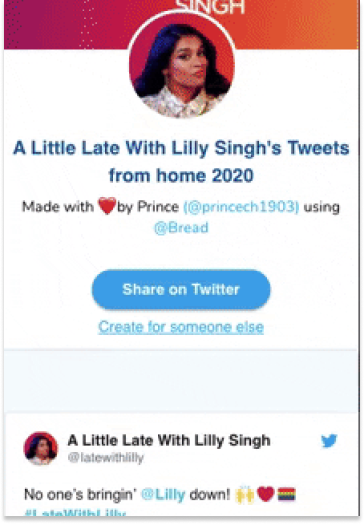 SINGH
A Little Late With Lilly Singh's Tweets
from home 2020
Made with ❤️by Prince (@princech1903) using
@Bread
Share on Twitter
Create for someone else
A Little Late With Lilly Singh
@latewithlilly
No one's bringin' @Lilly down! 🙌❤️🏳️‍🌈
#LateWithLilly